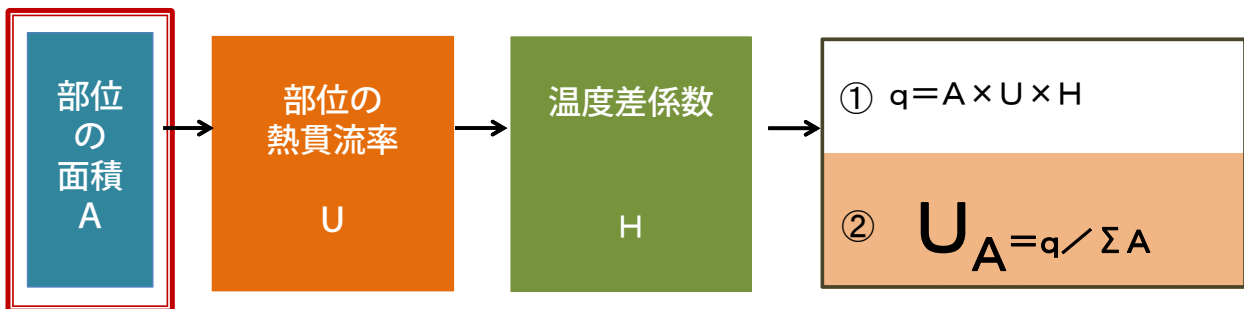 部位
の
面積
A
部位の
熱貫流率
U
温度差係数
H
① q＝A×U×H
② UA＝q／ΣA